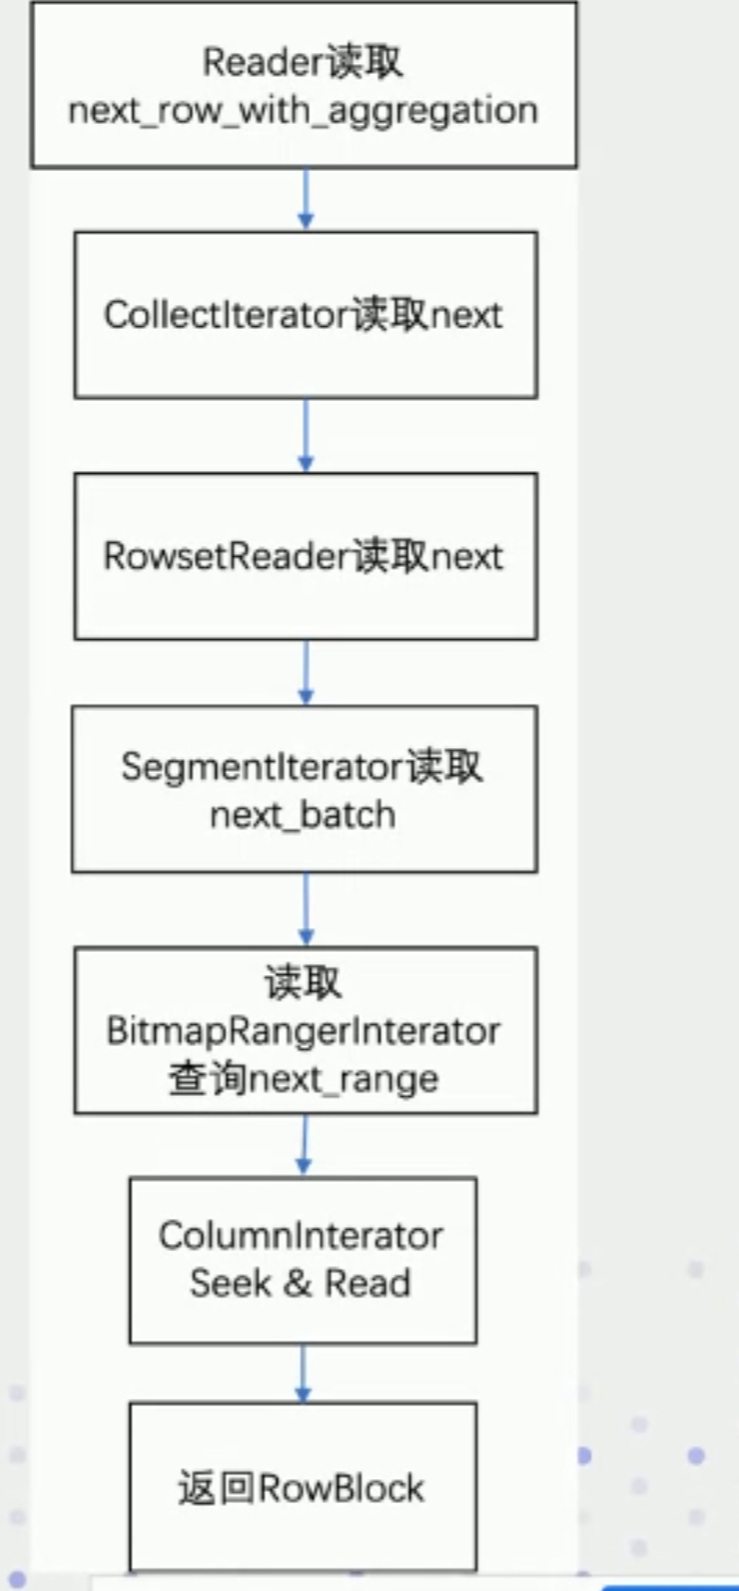 Reader读取
next_row_with_aggregation
CollectIterator读取next
RowsetReader读取next
SegmentIterator读取
next_batch
读取
BitmapRangerInterator
查询next_range
ColumnInterator
Seek & Read
返回RowBlock